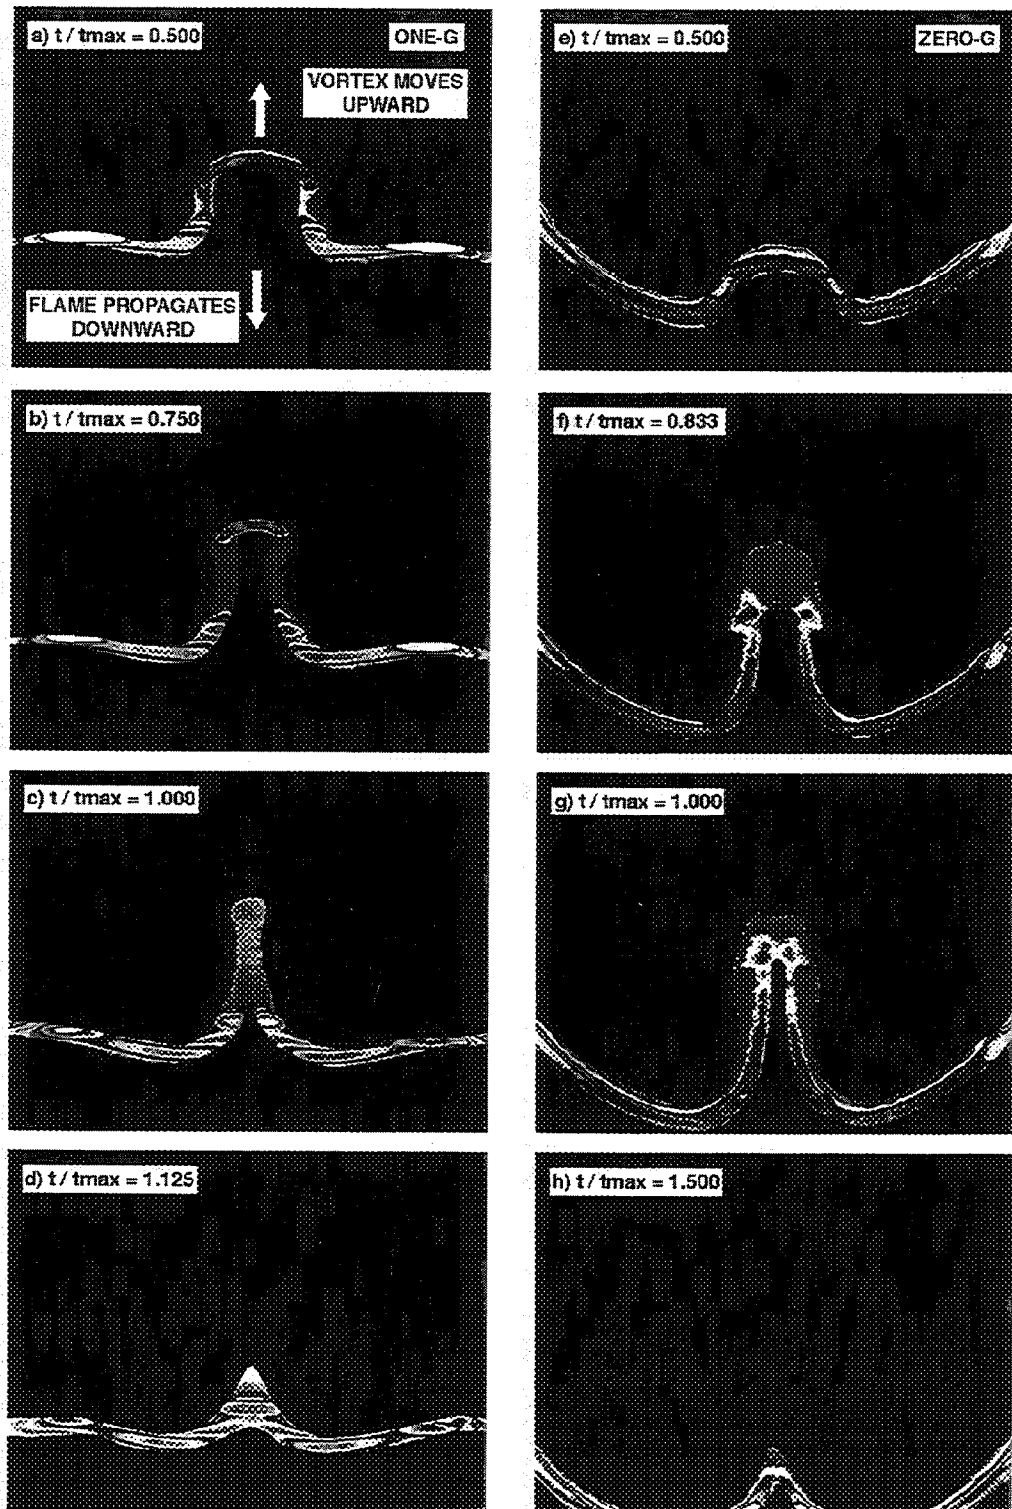 a) t / tmax = 0.500
ONE-G
VORTEX MOVES
UPWARD
FLAME PROPAGATES
DOWNWARD
b) t / tmax = 0.750
c) t / tmax = 1.000
d) t / tmax = 1.125
e) t / tmax = 0.500
ZERO-G
f) t / tmax = 0.833
g) t / tmax = 1.000
h) t / tmax = 1.500